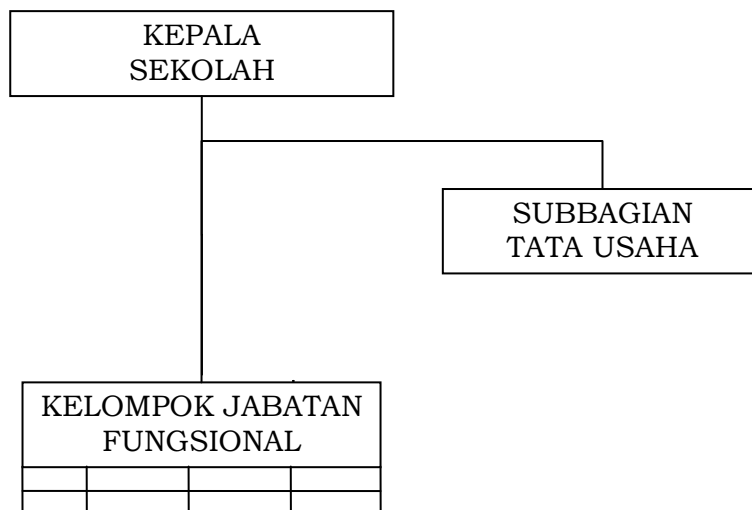 KEPALA
SEKOLAH
SUBBAGIAN
TATA USAHA
KELOMPOK JABATAN
FUNGSIONAL